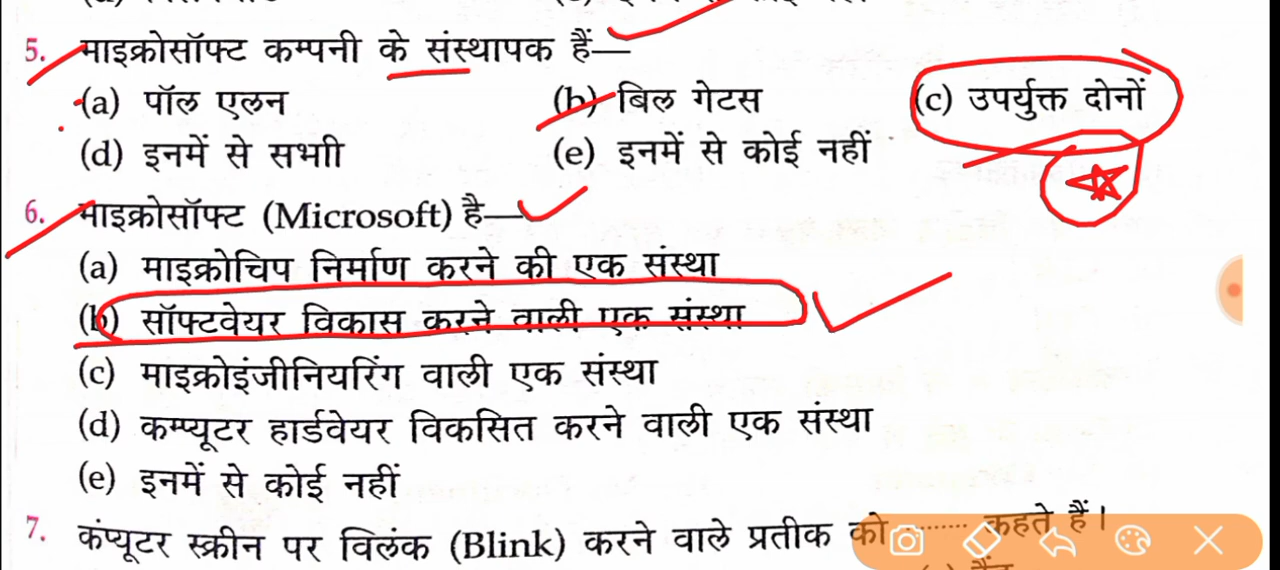 5. माइक्रोसॉफ्ट कम्पनी के संस्थापक हैं—
(a) पॉल एलन (b) बिल गेटस (c) उपर्युक्त दोनों
(d) इनमें से सभाी (e) इनमें से कोई नहीं
6. माइक्रोसॉफ्ट (Microsoft) है—
(a) माइक्रोचिप निर्माण करने की एक संस्था
(b) सॉफ्टवेयर विकास करने वाली एक संस्था
(c) माइक्रोइंजीनियरिंग वाली एक संस्था
(d) कम्प्यूटर हार्डवेयर विकसित करने वाली एक संस्था
(e) इनमें से कोई नहीं
7. कंप्यूटर स्क्रीन पर विलंक (Blink) करने वाले प्रतीक को ........ कहते हैं।